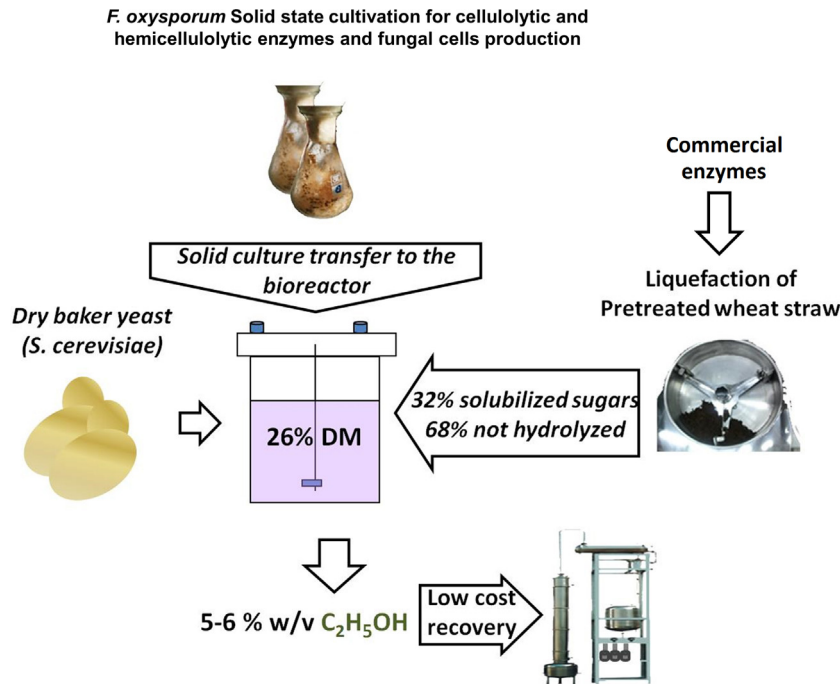 F. oxysporum Solid state cultivation for cellulolytic and
hemicellulolytic enzymes and fungal cells production
Commercial
enzymes
Solid culture transfer to the
bioreactor
Liquefaction of
Pretreated wheat straw
Dry baker yeast
(S. cerevisiae)
32% solubilized sugars
68% not hydrolyzed
26% DM
5-6 % w/v C₂H₅OH
Low cost
recovery